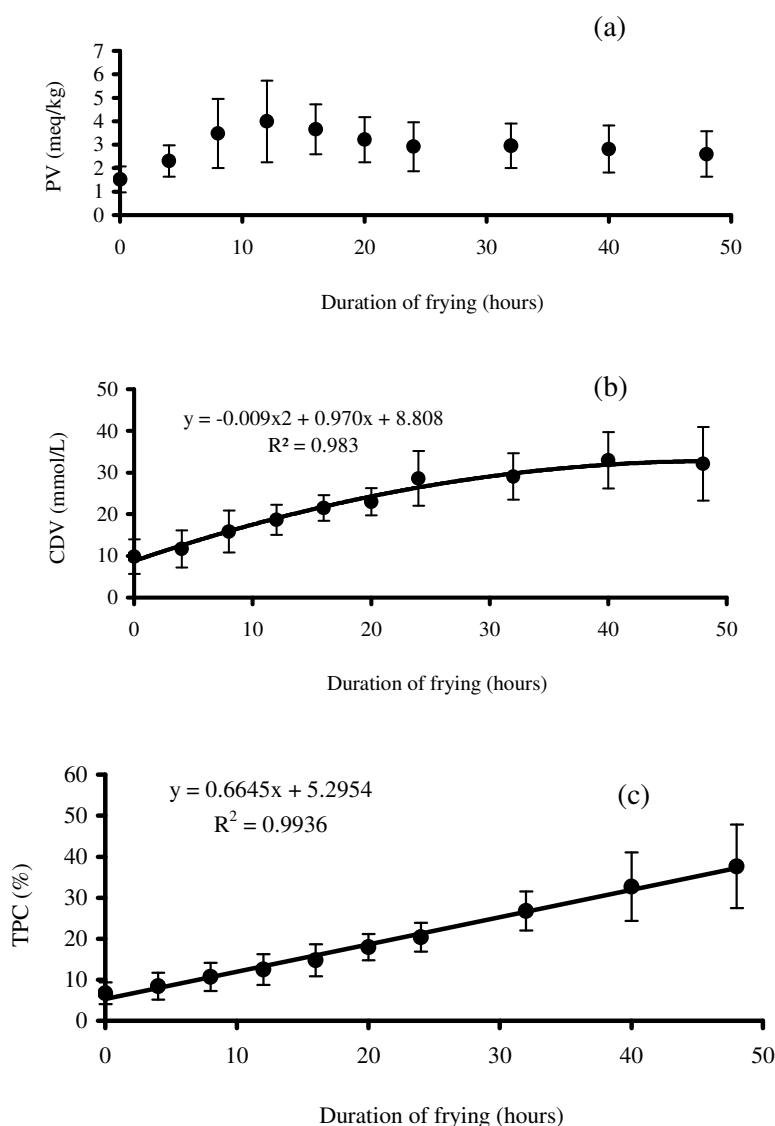 (a)
7
6
5
4
3
2
1
0
PV (meq/kg)
0 10 20 30 40 50
Duration of frying (hours)
(b)
50
40
30
20
10
0
CDV (mmol/L)
y = -0.009x2 + 0.970x + 8.808
R² = 0.983
0 10 20 30 40 50
Duration of frying (hours)
(c)
60
50
40
30
20
10
0
TPC (%)
y = 0.6645x + 5.2954
R² = 0.9936
0 10 20 30 40 50
Duration of frying (hours)